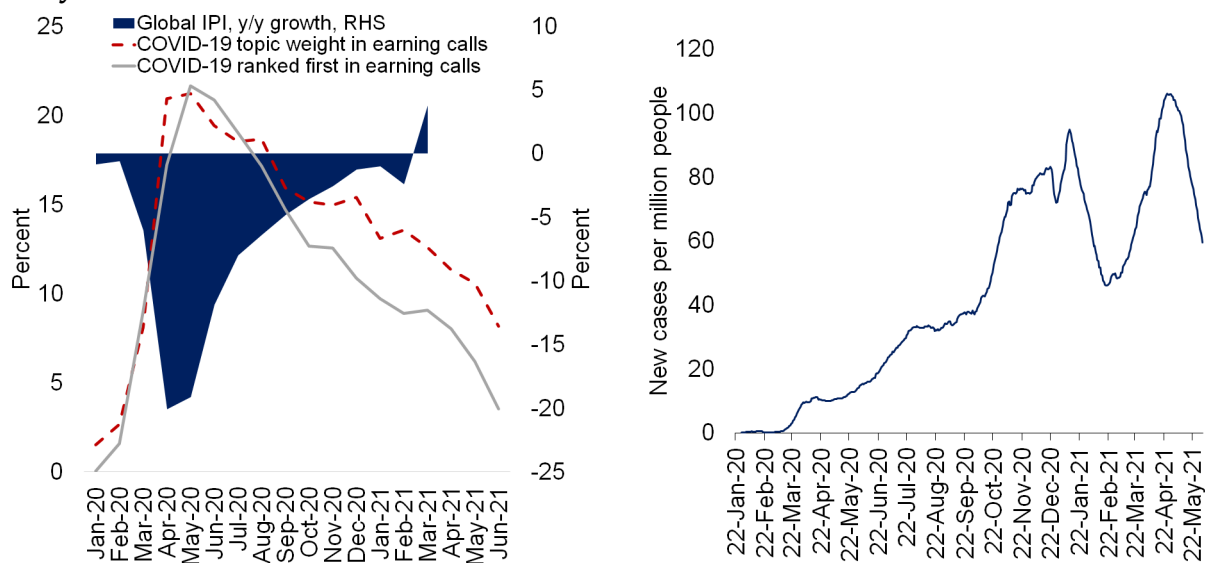 Global IPI, y/y growth, RHS
COVID-19 topic weight in earning calls
COVID-19 ranked first in earning calls
25
20
15
10
5
0
Percent
10
5
0
-5
-10
-15
-20
-25
Percent
Jan-20
Feb-20
Mar-20
Apr-20
May-20
Jun-20
Jul-20
Aug-20
Sep-20
Oct-20
Nov-20
Dec-20
Jan-21
Feb-21
Mar-21
Apr-21
May-21
Jun-21
New cases per million people
120
100
80
60
40
20
0
22-Jan-20
22-Feb-20
22-Mar-20
22-Apr-20
22-May-20
22-Jun-20
22-Jul-20
22-Aug-20
22-Sep-20
22-Oct-20
22-Nov-20
22-Dec-20
22-Jan-21
22-Feb-21
22-Mar-21
22-Apr-21
22-May-21